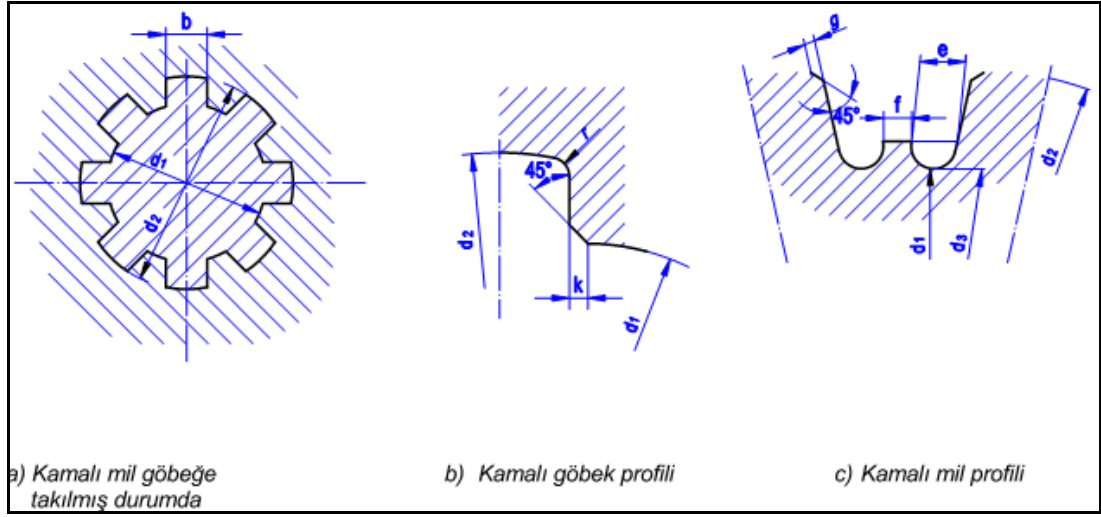 b
d₁
d₂
r
45°
d₂
k
d₁
g
e
f
45°
d₂
d₁
d₃
a) Kamalı mil göbeğe
takılmış durumda
b) Kamalı göbek profili
c) Kamalı mil profili